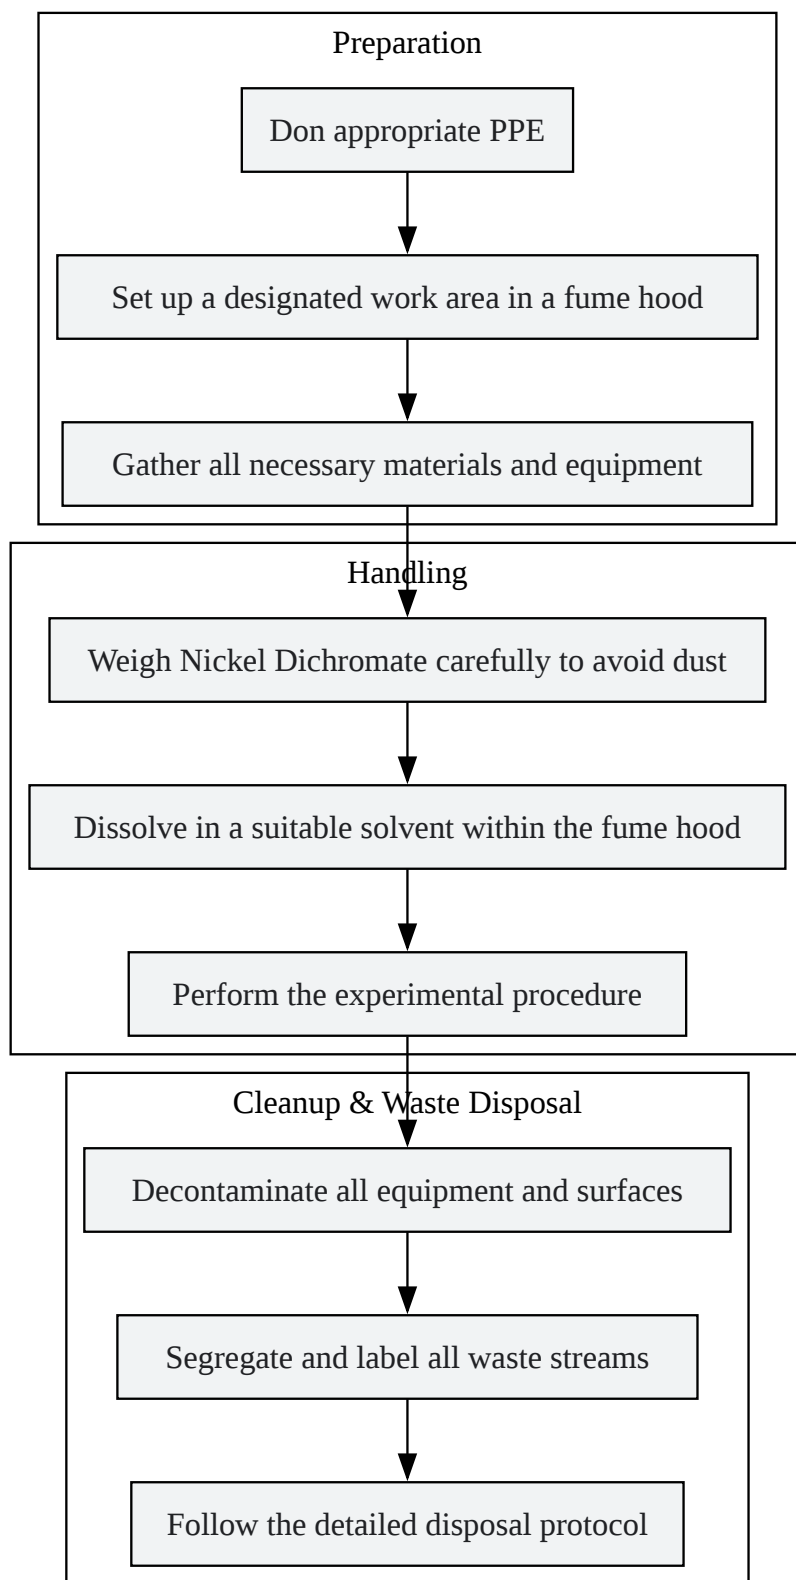 Preparation
Don appropriate PPE
Set up a designated work area in a fume hood
Gather all necessary materials and equipment
Handling
Weigh Nickel Dichromate carefully to avoid dust
Dissolve in a suitable solvent within the fume hood
Perform the experimental procedure
Cleanup & Waste Disposal
Decontaminate all equipment and surfaces
Segregate and label all waste streams
Follow the detailed disposal protocol